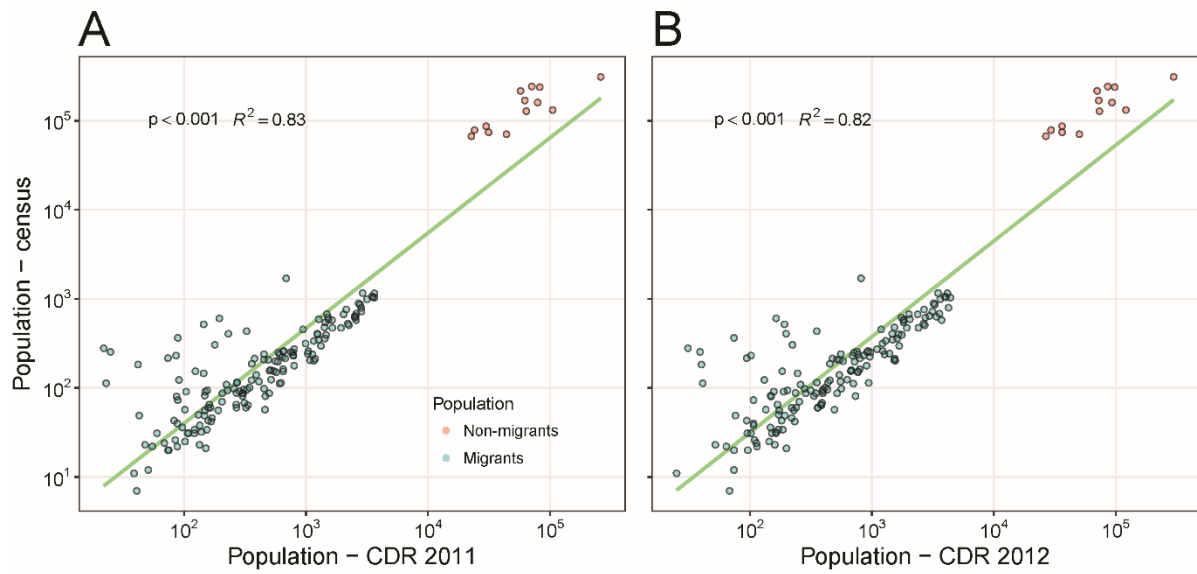 A
B
p < 0.001 R² = 0.83
p < 0.001 R² = 0.82
Population − census
10⁵
10⁴
10³
10²
10¹
Population
Non-migrants
Migrants
10² 10³ 10⁴ 10⁵
10² 10³ 10⁴ 10⁵
Population − CDR 2011
Population − CDR 2012